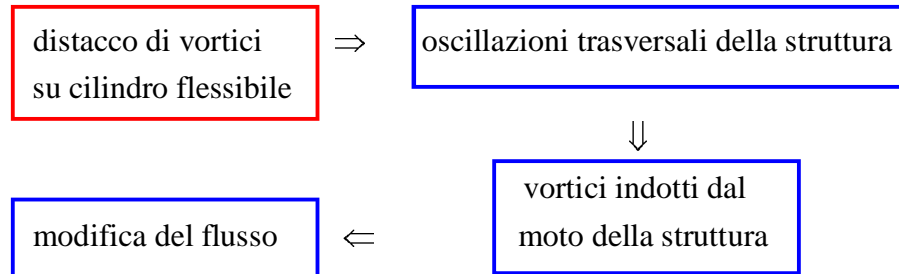 distacco di vortici
su cilindro flessibile
⇒
oscillazioni trasversali della struttura
⇓
vortici indotti dal
moto della struttura
⇐
modifica del flusso